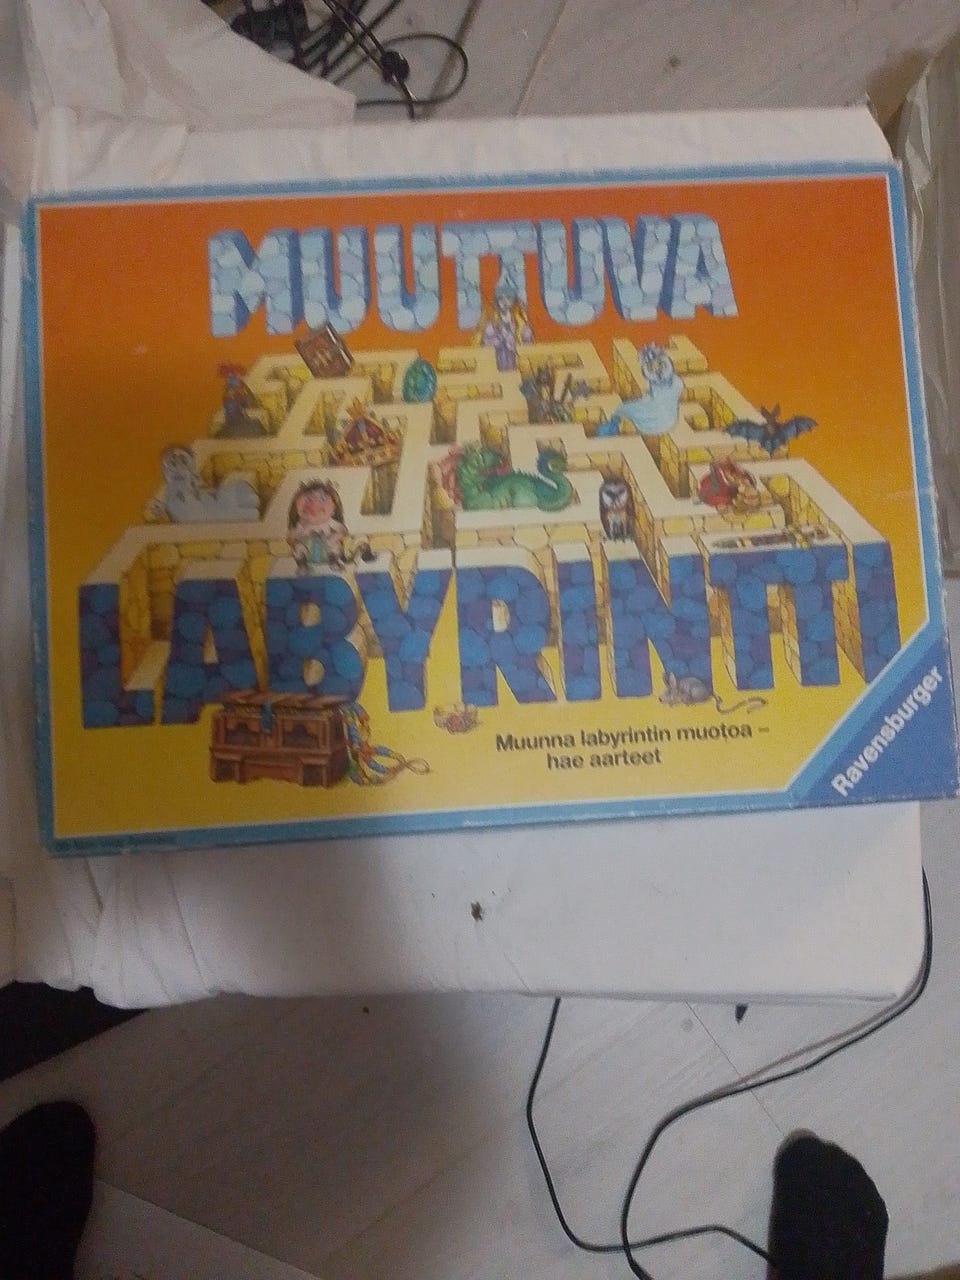 MUUTTUVA
LABYRINTTI
Muunna labyrintin muotoa –
hae aarteet
Ravensburger